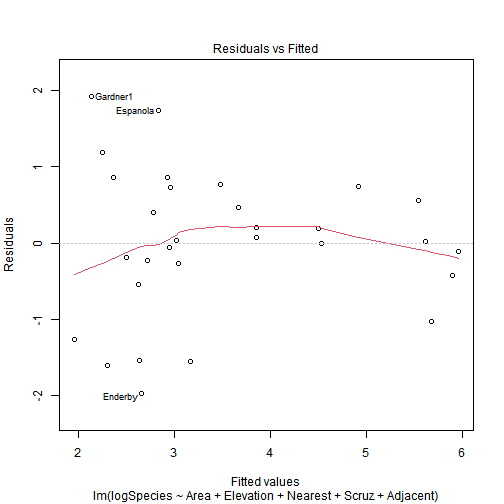 Residuals vs Fitted
Residuals
2
1
0
-1
-2
Gardner1
Espanola
Enderby
2
3
4
5
6
Fitted values
lm(logSpecies ~ Area + Elevation + Nearest + Scruz + Adjacent)